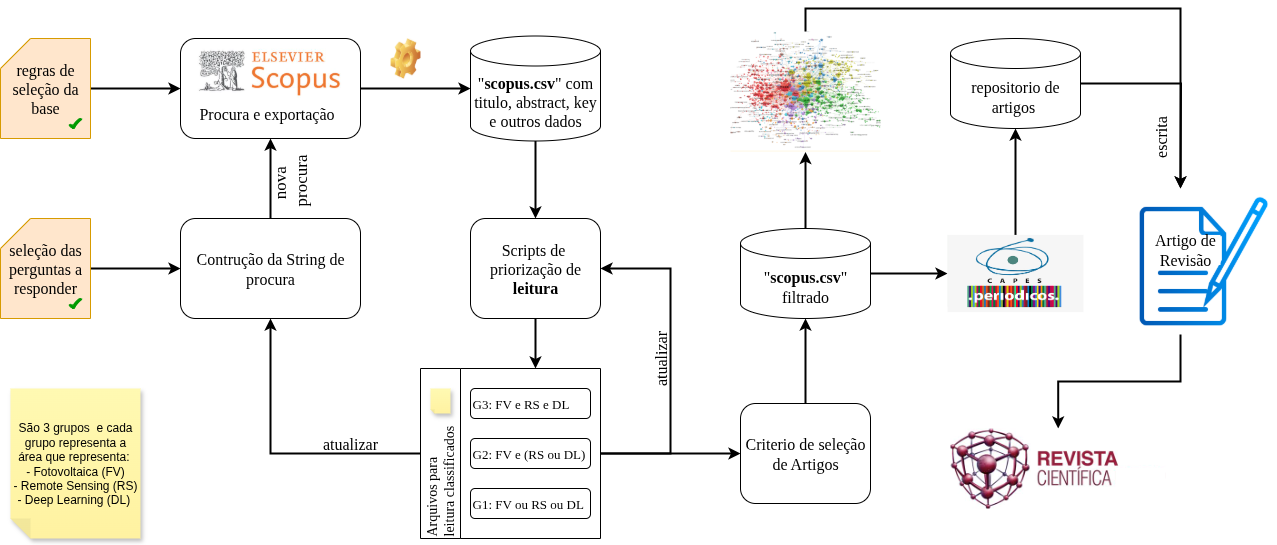 regras de
seleção da
base
ELSEVIER
Scopus
Procura e exportação
"scopus.csv" com
titulo, abstract, key
e outros dados
repositorio de
artigos
escrita
nova
procura
seleção das
perguntas a
responder
Contrução da String de
procura
Scripts de
priorização de
leitura
"scopus.csv"
filtrado
CAPES
.periodicos.
Artigo de
Revisão
atualizar
São 3 grupos e cada
grupo representa a
área que representa:
- Fotovoltaica (FV)
- Remote Sensing (RS)
- Deep Learning (DL)
atualizar
Arquivos para
leitura classificados
G3: FV e RS e DL
G2: FV e (RS ou DL)
G1: FV ou RS ou DL
Criterio de seleção
de Artigos
REVISTA
CIENTÍFICA